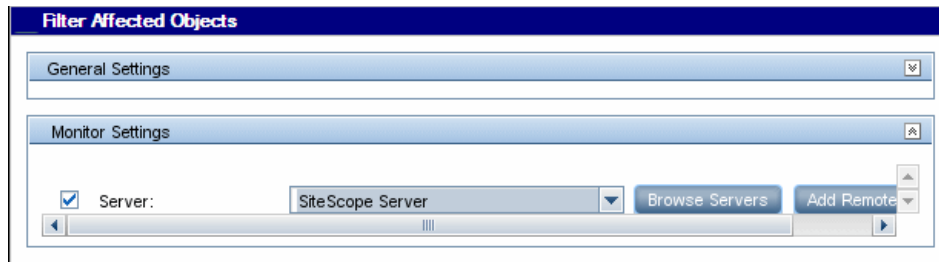 Filter Affected Objects
General Settings
Monitor Settings
Server: SiteScope Server Browse Servers Add Remote